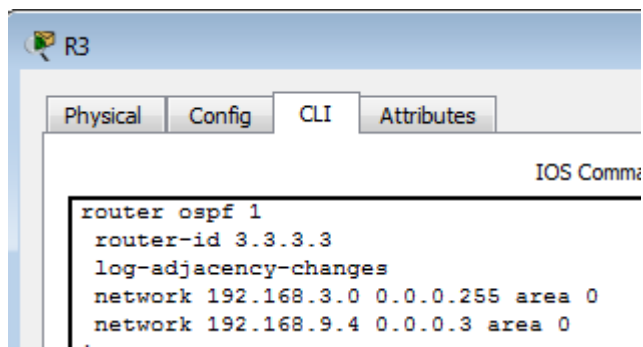 R3
Physical Config CLI Attributes
IOS
router ospf 1
router-id 3.3.3.3
log-adjacency-changes
network 192.168.3.0 0.0.0.255 area 0
network 192.168.9.4 0.0.0.3 area 0